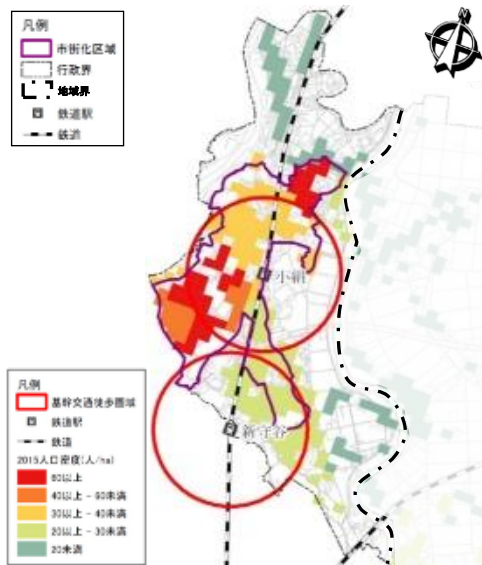 凡例
市街化区域
行政界
地域界
鉄道駅
鉄道
小絹
新守谷
凡例
基幹交通徒歩圏域
鉄道駅
鉄道
2015人口密度(人/ha)
60以上
40以上－60未満
30以上－40未満
20以上－30未満
20未満